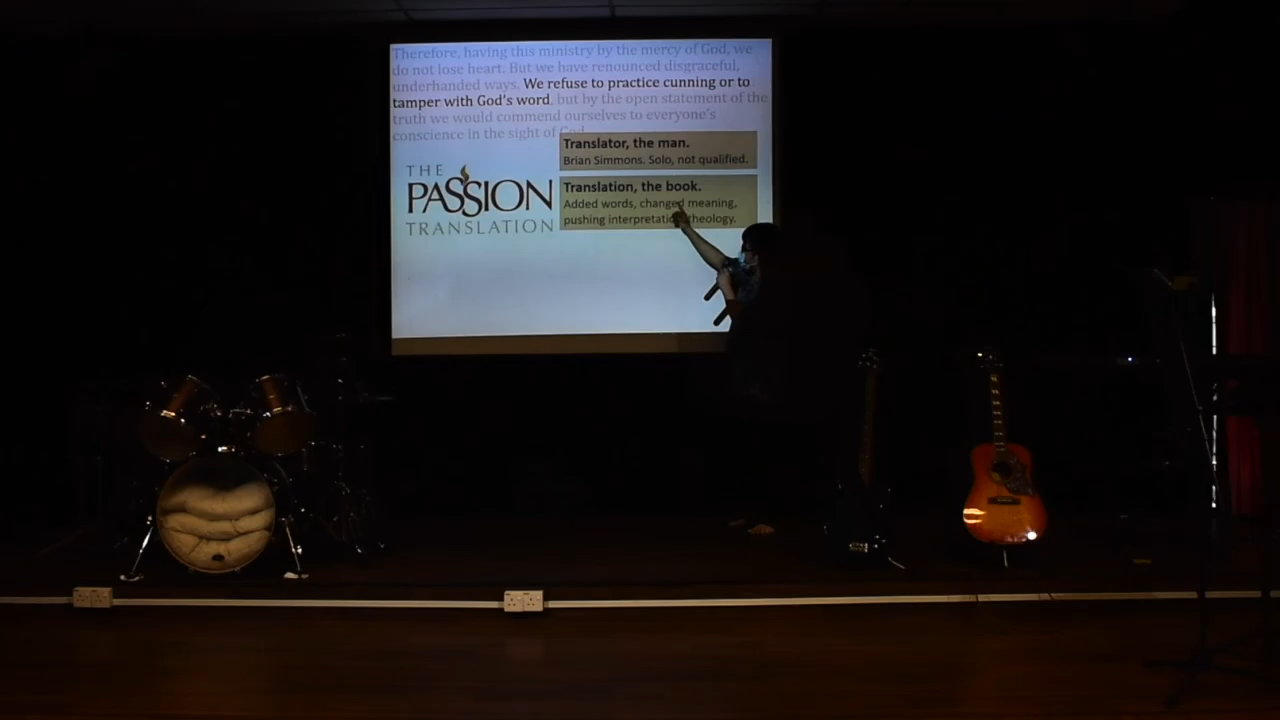 Therefore, having this ministry by the mercy of God, we
do not lose heart. But we have renounced disgraceful,
underhanded ways. We refuse to practice cunning or to
tamper with God's word, but by the open statement of the
truth we would commend ourselves to everyone's
conscience in the sight of God.
Translator, the man.
Brian Simmons. Solo, not qualified.
THE
PASSION
TRANSLATION
Translation, the book.
Added words, changed meaning,
pushing interpretation, theology.